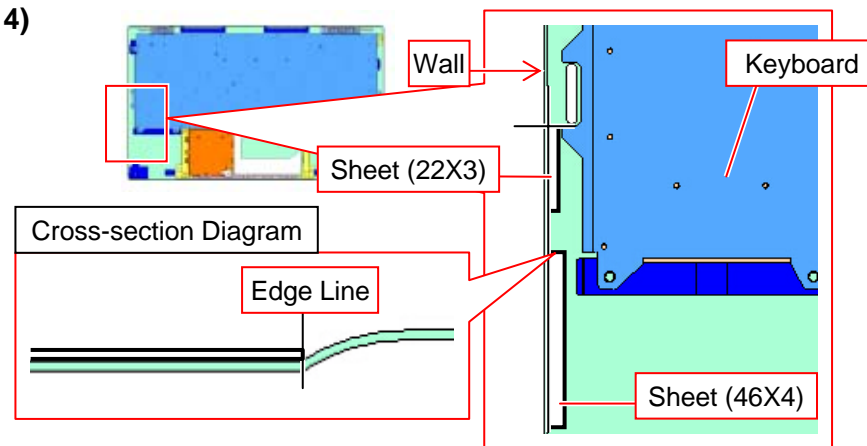 4)
Wall
Keyboard
Sheet (22X3)
Cross-section Diagram
Edge Line
Sheet (46X4)